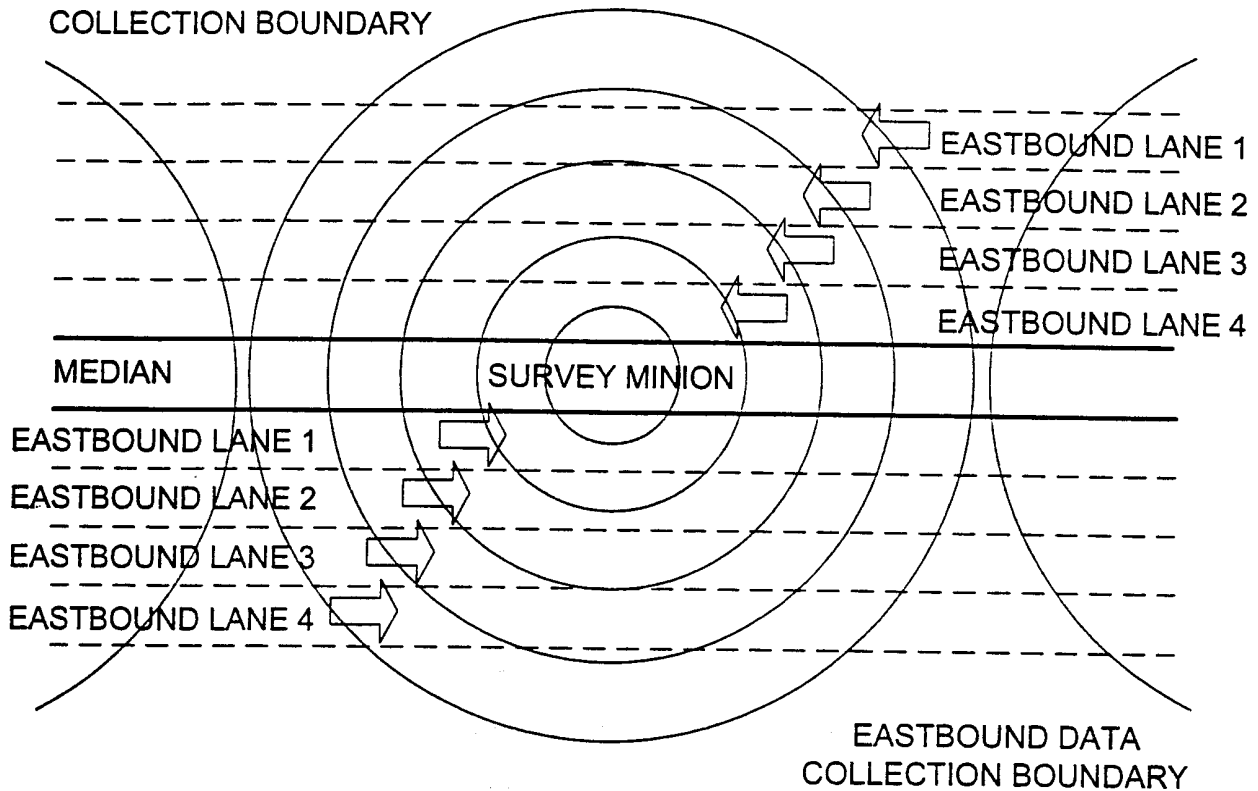 COLLECTION BOUNDARY
EASTBOUND LANE 1
EASTBOUND LANE 2
EASTBOUND LANE 3
EASTBOUND LANE 4
MEDIAN
SURVEY MINION
EASTBOUND LANE 1
EASTBOUND LANE 2
EASTBOUND LANE 3
EASTBOUND LANE 4
EASTBOUND DATA
COLLECTION BOUNDARY